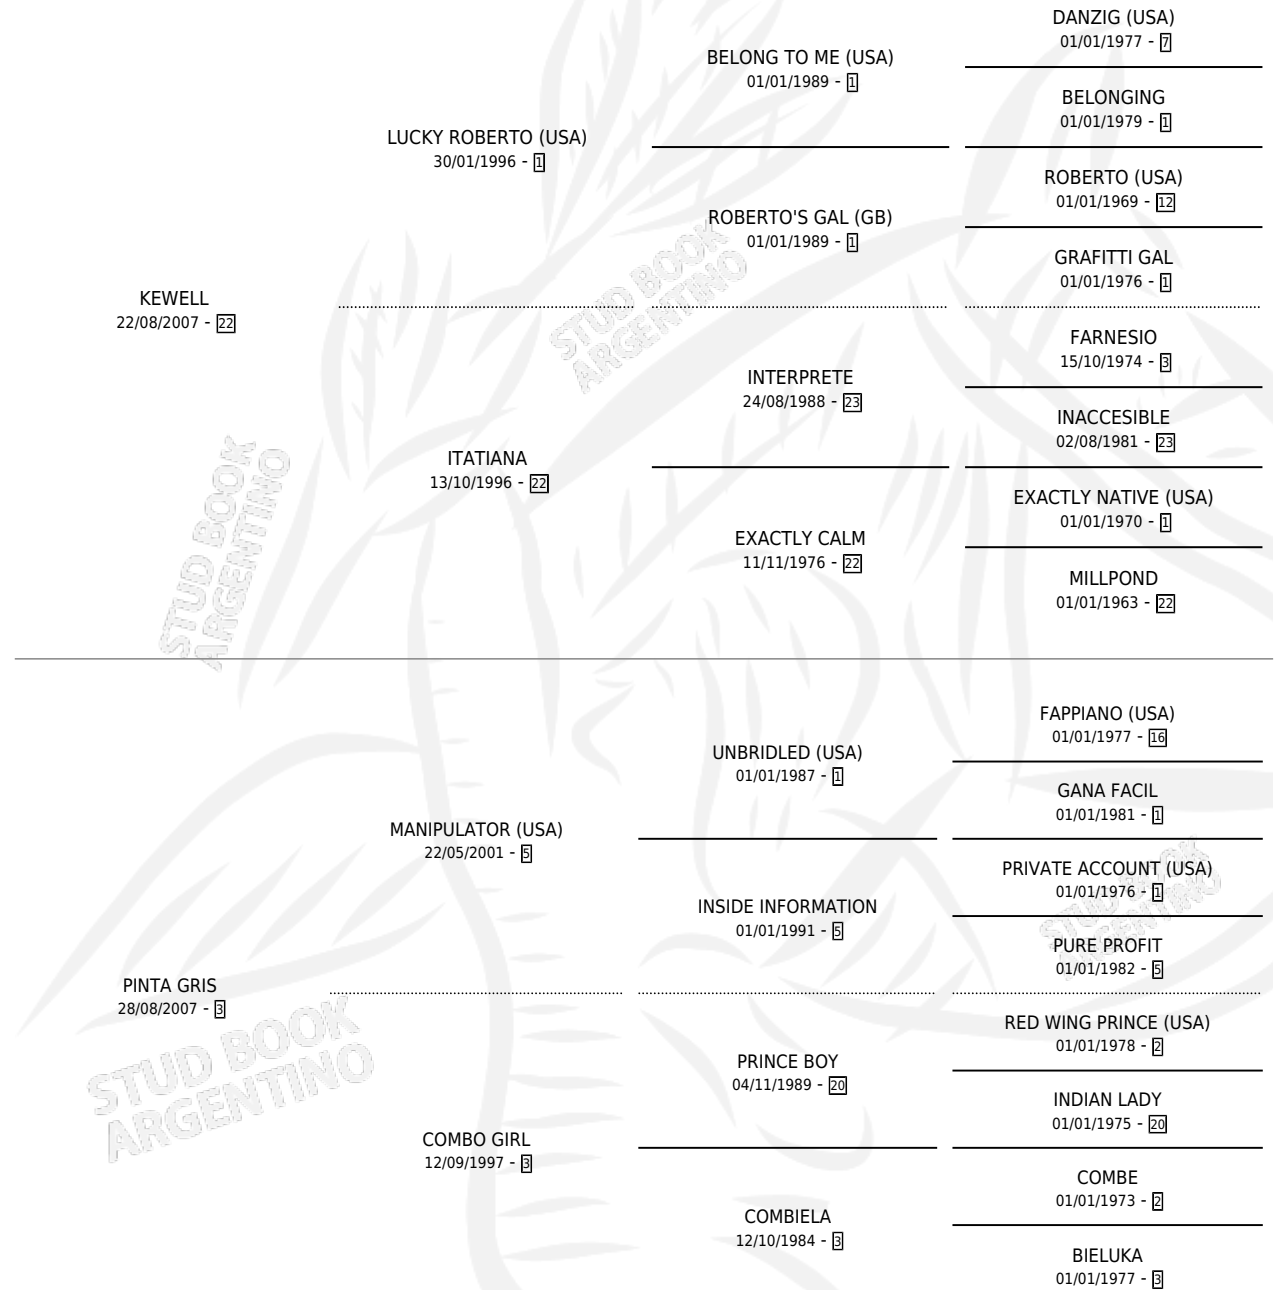 DANZIG (USA)
01/01/1977 - 7
BELONG TO ME (USA)
01/01/1989 - 1
BELONGING
01/01/1979 - 1
LUCKY ROBERTO (USA)
30/01/1996 - 1
ROBERTO (USA)
01/01/1969 - 12
ROBERTO'S GAL (GB)
01/01/1989 - 1
GRAFITTI GAL
01/01/1976 - 1
KEWELL
22/08/2007 - 22
STUD BOOK
ARGENTINO
FARNESIO
15/10/1974 - 3
INTERPRETE
24/08/1988 - 23
INACCESIBLE
02/08/1981 - 23
ITATIANA
13/10/1996 - 22
EXACTLY NATIVE (USA)
01/01/1970 - 1
EXACTLY CALM
11/11/1976 - 22
MILLPOND
01/01/1963 - 22
STUD BOOK
ARGENTINO
FAPPIANO (USA)
01/01/1977 - 16
UNBRIDLED (USA)
01/01/1987 - 1
GANA FACIL
01/01/1981 - 1
MANIPULATOR (USA)
22/05/2001 - 5
PRIVATE ACCOUNT (USA)
01/01/1976 - 1
INSIDE INFORMATION
01/01/1991 - 5
PURE PROFIT
01/01/1982 - 5
STUD BOOK
ARGENTINO
PINTA GRIS
28/08/2007 - 3
RED WING PRINCE (USA)
01/01/1978 - 2
PRINCE BOY
04/11/1989 - 20
INDIAN LADY
01/01/1975 - 20
STUD BOOK
ARGENTINO
COMBO GIRL
12/09/1997 - 3
COMBE
01/01/1973 - 2
COMBIELA
12/10/1984 - 3
BIELUKA
01/01/1977 - 3